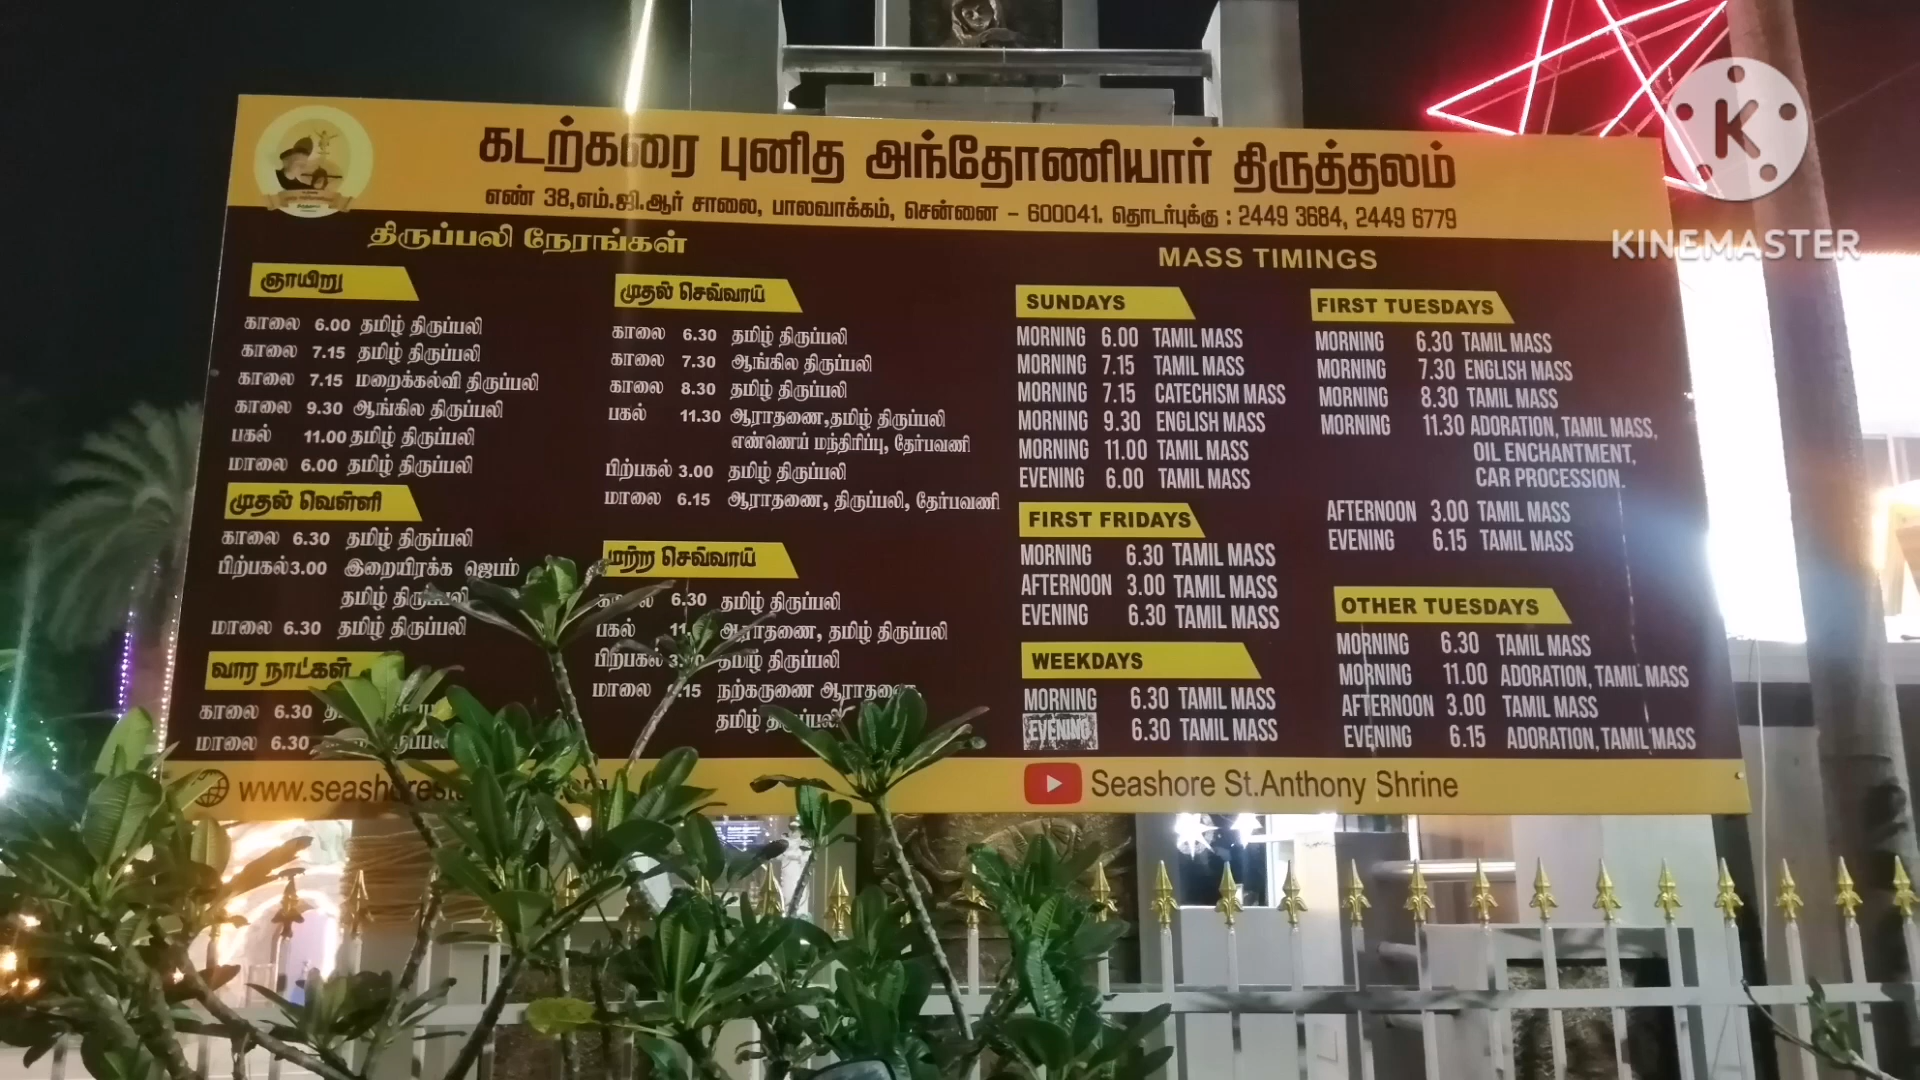 கடற்கரை புனித அந்தோணியார் திருத்தலம்
எண் 38,எம்.ஜி.ஆர் சாலை, பாலவாக்கம், சென்னை – 600041. தொடர்புக்கு : 2449 3684, 2449 6779
திருப்பலி நேரங்கள்
ஞாயிறு
காலை 6.00 தமிழ் திருப்பலி
காலை 7.15 தமிழ் திருப்பலி
காலை 7.15 மறைக்கல்வி திருப்பலி
காலை 9.30 ஆங்கில திருப்பலி
பகல் 11.00 தமிழ் திருப்பலி
மாலை 6.00 தமிழ் திருப்பலி
முதல் வெள்ளி
காலை 6.30 தமிழ் திருப்பலி
பிற்பகல் 3.00 இறையிரக்க ஜெபம்
தமிழ் திருப்பலி
மாலை 6.30 தமிழ் திருப்பலி
வார நாட்கள்
காலை 6.30
மாலை 6.30
முதல் செவ்வாய்
காலை 6.30 தமிழ் திருப்பலி
காலை 7.30 ஆங்கில திருப்பலி
காலை 8.30 தமிழ் திருப்பலி
பகல் 11.30 ஆராதணை,தமிழ் திருப்பலி
எண்ணெய் மந்திரிப்பு, தேர்பவணி
பிற்பகல் 3.00 தமிழ் திருப்பலி
மாலை 6.15 ஆராதணை, திருப்பலி, தேர்பவணி
மற்ற செவ்வாய்
காலை 6.30 தமிழ் திருப்பலி
பகல் ஆராதணை, தமிழ் திருப்பலி
பிற்பகல் தமிழ் திருப்பலி
மாலை நற்கருணை ஆராதணை,
தமிழ் திருப்பலி
MASS TIMINGS
SUNDAYS
MORNING 6.00 TAMIL MASS
MORNING 7.15 TAMIL MASS
MORNING 7.15 CATECHISM MASS
MORNING 9.30 ENGLISH MASS
MORNING 11.00 TAMIL MASS
EVENING 6.00 TAMIL MASS
FIRST FRIDAYS
MORNING 6.30 TAMIL MASS
AFTERNOON 3.00 TAMIL MASS
EVENING 6.30 TAMIL MASS
WEEKDAYS
MORNING 6.30 TAMIL MASS
EVENING 6.30 TAMIL MASS
FIRST TUESDAYS
MORNING 6.30 TAMIL MASS
MORNING 7.30 ENGLISH MASS
MORNING 8.30 TAMIL MASS
MORNING 11.30 ADORATION, TAMIL MASS,
OIL ENCHANTMENT,
CAR PROCESSION.
AFTERNOON 3.00 TAMIL MASS
EVENING 6.15 TAMIL MASS
OTHER TUESDAYS
MORNING 6.30 TAMIL MASS
MORNING 11.00 ADORATION, TAMIL MASS
AFTERNOON 3.00 TAMIL MASS
EVENING 6.15 ADORATION, TAMIL MASS
Seashore St.Anthony Shrine
K
KINEMASTER